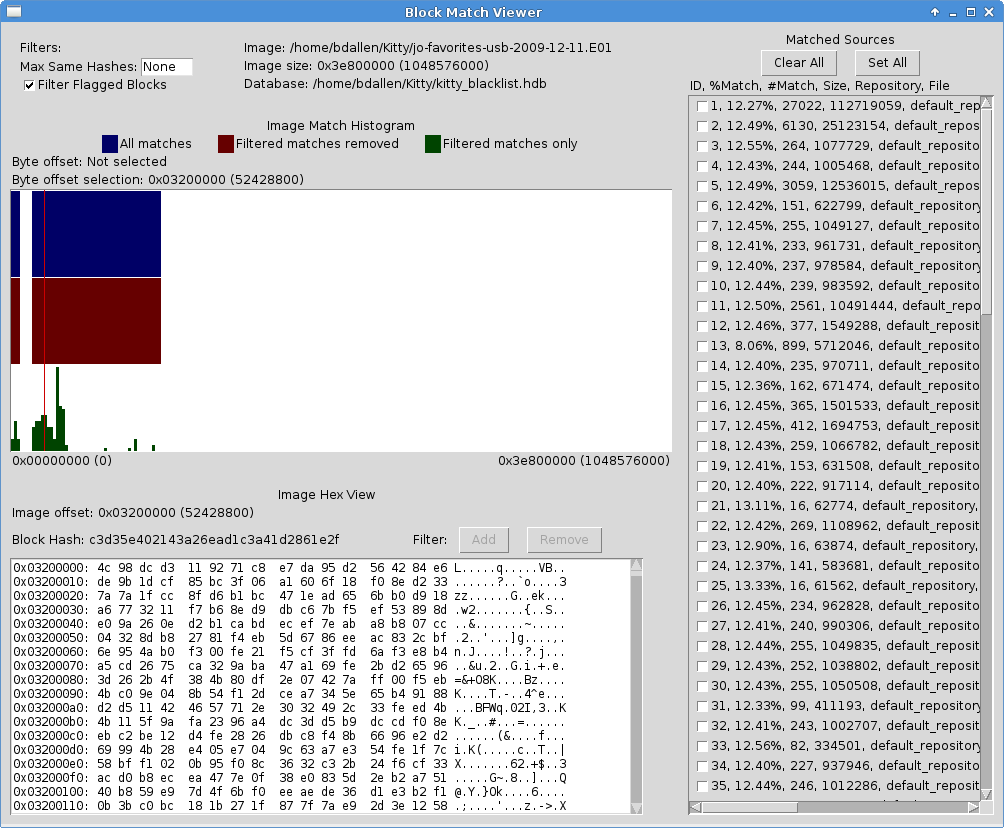 Block Match Viewer
Filters:
Max Same Hashes: None
Filter Flagged Blocks
Image: /home/bdallen/Kitty/jo-favorites-usb-2009-12-11.E01
Image size: 0x3e800000 (1048576000)
Database: /home/bdallen/Kitty/kitty_blacklist.hdb
Image Match Histogram
All matches Filtered matches removed Filtered matches only
Byte offset: Not selected
Byte offset selection: 0x03200000 (52428800)
0x00000000 (0) 0x3e800000 (1048576000)
Image Hex View
Image offset: 0x03200000 (52428800)
Block Hash: c3d35e402143a26ead1c3a41d2861e2f Filter: Add Remove
0x03200000: 4c 98 dc d3 11 92 71 c8 e7 da 95 d2 56 42 84 e6 L.....q.....VB..
0x03200010: de 9b 1d cf 85 bc 3f 06 a1 60 6f 18 f0 8e d2 33 ......?..`o....3
0x03200020: 7a 7a 1f cc 8f d6 b1 bc 47 1e ad 65 6b b0 d9 18 zz......G..ek...
0x03200030: a6 77 32 11 f7 b6 8e d9 db c6 7b f5 ef 53 89 8d .w2.......{..S..
0x03200040: e0 9a 26 0e d2 b1 ca bd ec ef 7e ab a8 b8 07 cc ..&.......~.....
0x03200050: 04 32 8d b8 27 81 f4 eb 5d 67 86 ee ac 83 2c bf .2..'...]g....,.
0x03200060: 6e 95 4a b0 f3 00 fe 21 f5 cf 3f fd 6a f3 e8 b4 n.J....!..?.j...
0x03200070: a5 cd 26 75 ca 32 9a ba 47 a1 69 fe 2b d2 65 96 ..&u.2..G.i.+.e.
0x03200080: 3d 26 2b 4f 38 4b 80 df 2e 07 42 7a ff 00 f5 eb =&+O8K....Bz....
0x03200090: 4b c0 9e 04 8b 54 f1 2d ce a7 34 5e 65 b4 91 88 K....T.-..4^e...
0x032000a0: d2 d5 11 42 46 57 71 2e 30 32 49 2c 33 fe ed 4b ...BFWq.02I,3..K
0x032000b0: 4b 11 5f 9a fa 23 96 a4 dc 3d d5 b9 dc cd f0 8e K._..#...=......
0x032000c0: eb c2 be 12 d4 fe 28 26 db c8 f4 8b 66 96 e2 d2 ......(&....f...
0x032000d0: 69 99 4b 28 e4 05 e7 04 9c 63 a7 e3 54 fe 1f 7c i.K(.....c..T..|
0x032000e0: 58 bf f1 02 0b 95 f0 8c 36 32 c3 b2 24 f6 cf 33 X.......62..$..3
0x032000f0: ac d0 b8 ec ea 47 7e 0f 38 e0 83 5d 2e b2 a7 51 .....G~.8..]...Q
0x03200100: 40 b8 59 e9 7d 4f 6b f0 ee ae de 36 d1 e3 b2 f1 @.Y.}Ok....6....
0x03200110: 0b 3b c0 bc 18 1b 27 1f 87 7f 7a e9 2d 3e 12 58 .;....'...z.->.X
Matched Sources
Clear All Set All
ID, %Match, #Match, Size, Repository, File
1, 12.27%, 27022, 112719059, default_rep
2, 12.49%, 6130, 25123154, default_repos
3, 12.55%, 264, 1077729, default_reposito
4, 12.43%, 244, 1005468, default_reposito
5, 12.49%, 3059, 12536015, default_repos
6, 12.42%, 151, 622799, default_repository
7, 12.45%, 255, 1049127, default_reposito
8, 12.41%, 233, 961731, default_repository
9, 12.40%, 237, 978584, default_repository
10, 12.44%, 239, 983592, default_reposito
11, 12.50%, 2561, 10491444, default_repo
12, 12.46%, 377, 1549288, default_reposit
13, 8.06%, 899, 5712046, default_reposito
14, 12.40%, 235, 970711, default_reposito
15, 12.36%, 162, 671474, default_reposito
16, 12.45%, 365, 1501533, default_reposit
17, 12.45%, 412, 1694753, default_reposit
18, 12.43%, 259, 1066782, default_reposit
19, 12.41%, 153, 631508, default_reposito
20, 12.40%, 222, 917114, default_reposito
21, 13.11%, 16, 62774, default_repository,
22, 12.42%, 269, 1108962, default_reposit
23, 12.90%, 16, 63874, default_repository,
24, 12.37%, 141, 583681, default_reposito
25, 13.33%, 16, 61562, default_repository,
26, 12.45%, 234, 962828, default_reposito
27, 12.41%, 240, 990306, default_reposito
28, 12.44%, 255, 1049835, default_reposit
29, 12.43%, 252, 1038802, default_reposit
30, 12.43%, 255, 1050508, default_reposit
31, 12.33%, 99, 411193, default_repositor
32, 12.41%, 243, 1002707, default_reposit
33, 12.56%, 82, 334501, default_repositor
34, 12.40%, 227, 937946, default_reposito
35, 12.44%, 246, 1012286, default_reposit